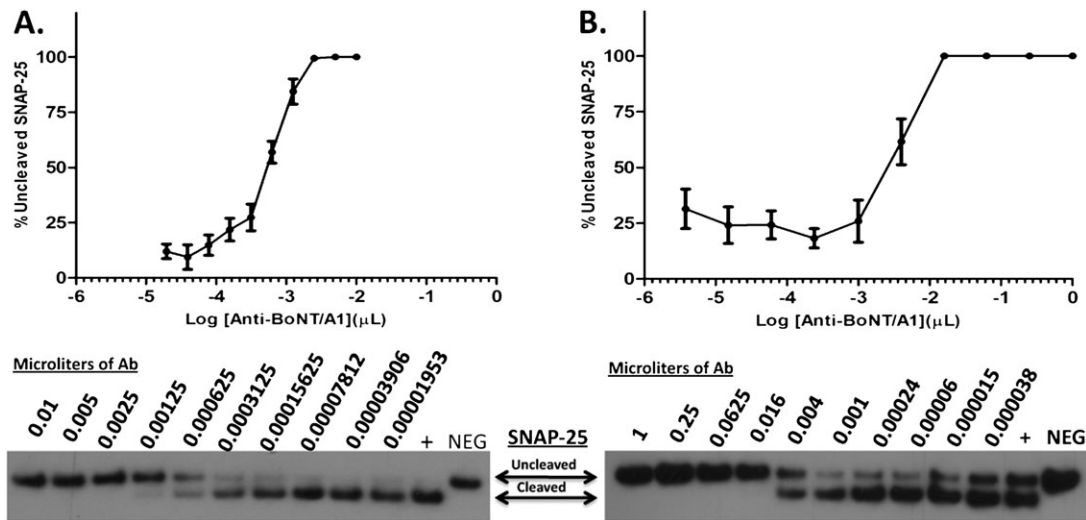 A.
% Uncleaved SNAP-25
100
75
50
25
0
-6 -5 -4 -3 -2 -1 0
Log [Anti-BoNT/A1](µL)
B.
% Uncleaved SNAP-25
100
75
50
25
0
-6 -5 -4 -3 -2 -1 0
Log [Anti-BoNT/A1](µL)
Microliters of Ab
0.01 0.005 0.0025 0.00125 0.000625 0.0003125 0.00015625 0.00007812 0.00003906 0.00001953 + NEG
SNAP-25
Uncleaved
Cleaved
Microliters of Ab
1 0.25 0.0625 0.016 0.004 0.001 0.00024 0.00006 0.000015 0.000038 + NEG